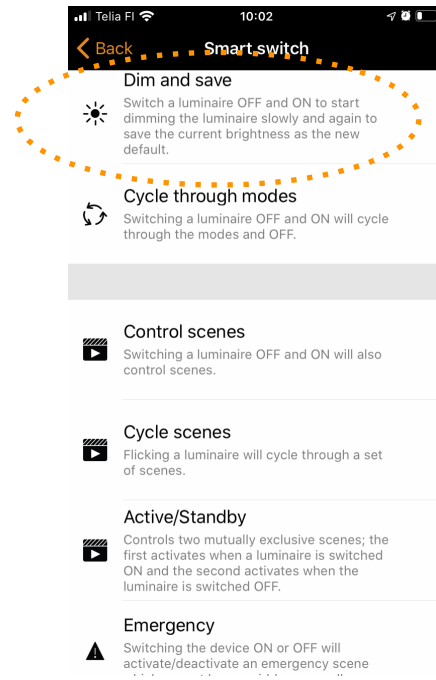 Telia FI 10:02
Back Smart switch
Dim and save
Switch a luminaire OFF and ON to start
dimming the luminaire slowly and again to
save the current brightness as the new
default.
Cycle through modes
Switching a luminaire OFF and ON will cycle
through the modes and OFF.
Control scenes
Switching a luminaire OFF and ON will also
control scenes.
Cycle scenes
Flicking a luminaire will cycle through a set
of scenes.
Active/Standby
Controls two mutually exclusive scenes; the
first activates when a luminaire is switched
ON and the second activates when the
luminaire is switched OFF.
Emergency
Switching the device ON or OFF will
activate/deactivate an emergency scene